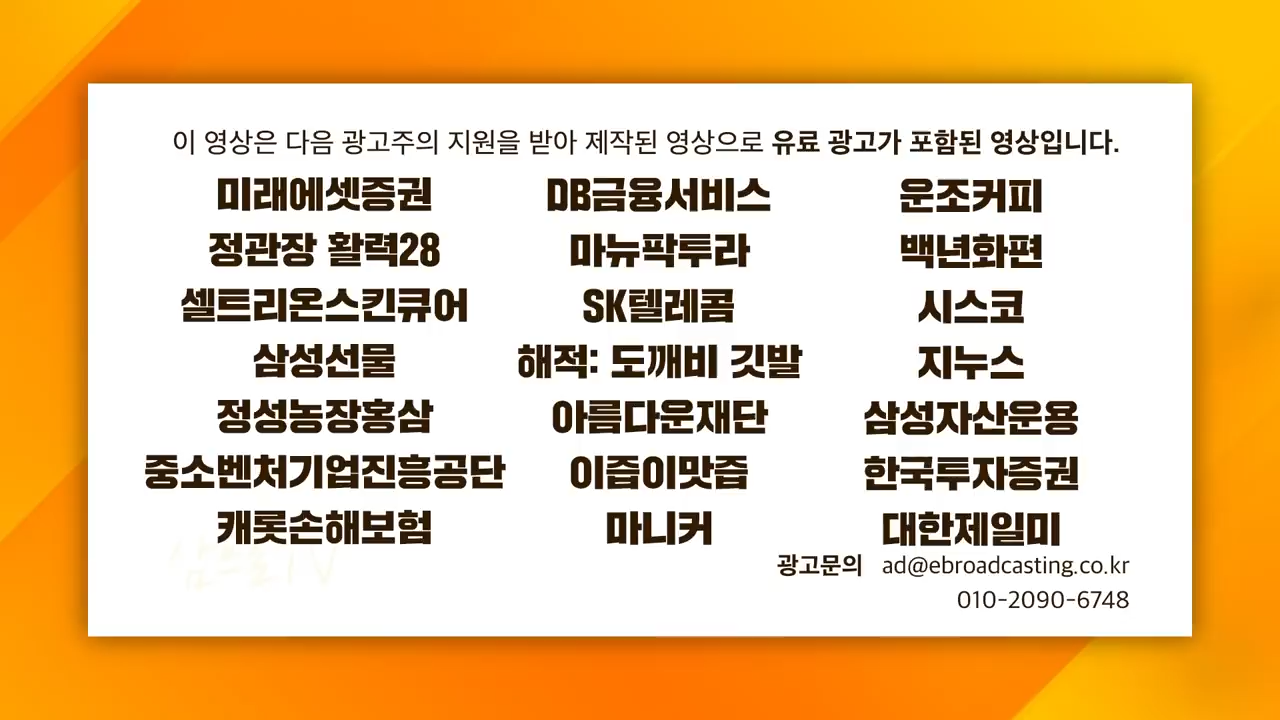 이 영상은 다음 광고주의 지원을 받아 제작된 영상으로 유료 광고가 포함된 영상입니다.
미래에셋증권 DB금융서비스 운조커피
정관장 활력28 마뉴팍투라 백년화편
셀트리온스킨큐어 SK텔레콤 시스코
삼성선물 해적: 도깨비 깃발 지누스
정성농장홍삼 아름다운재단 삼성자산운용
중소벤처기업진흥공단 이즙이맛즙 한국투자증권
캐롯손해보험 마니커 대한제일미
광고문의 ad@ebroadcasting.co.kr
010-2090-6748